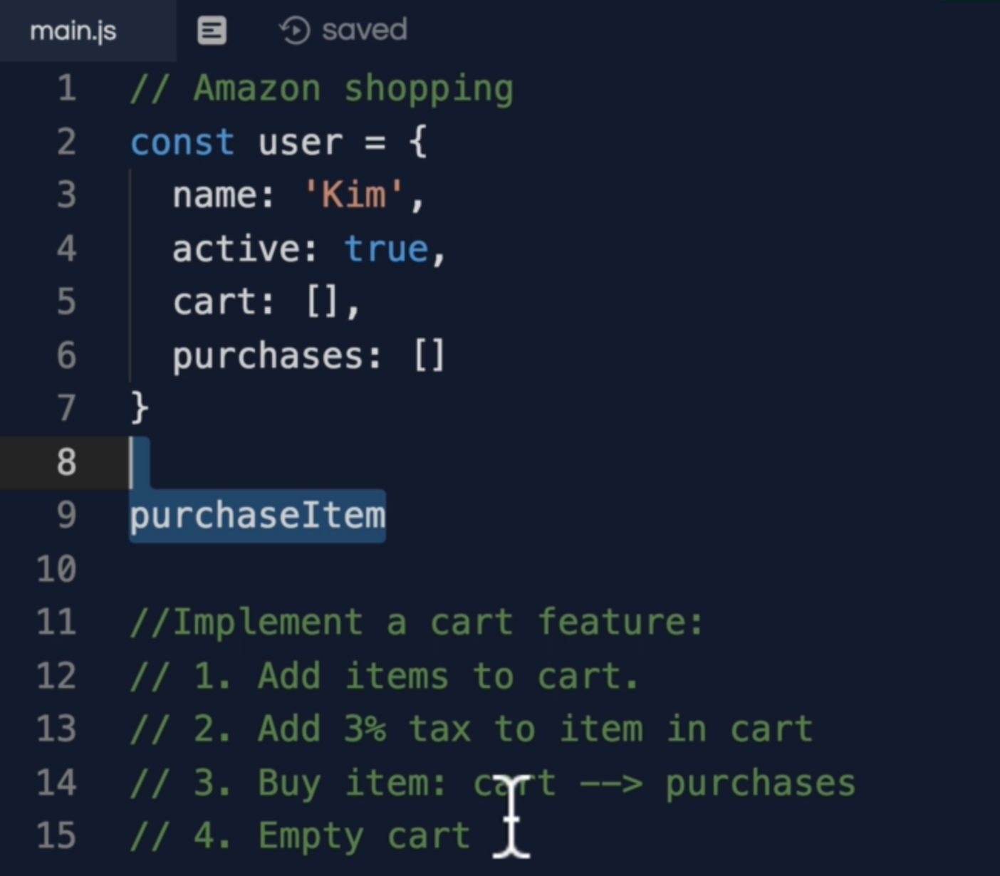 main.js saved
1 // Amazon shopping
2 const user = {
3 name: 'Kim',
4 active: true,
5 cart: [],
6 purchases: []
7 }
8
9 purchaseItem
10
11 //Implement a cart feature:
12 // 1. Add items to cart.
13 // 2. Add 3% tax to item in cart
14 // 3. Buy item: cart --> purchases
15 // 4. Empty cart